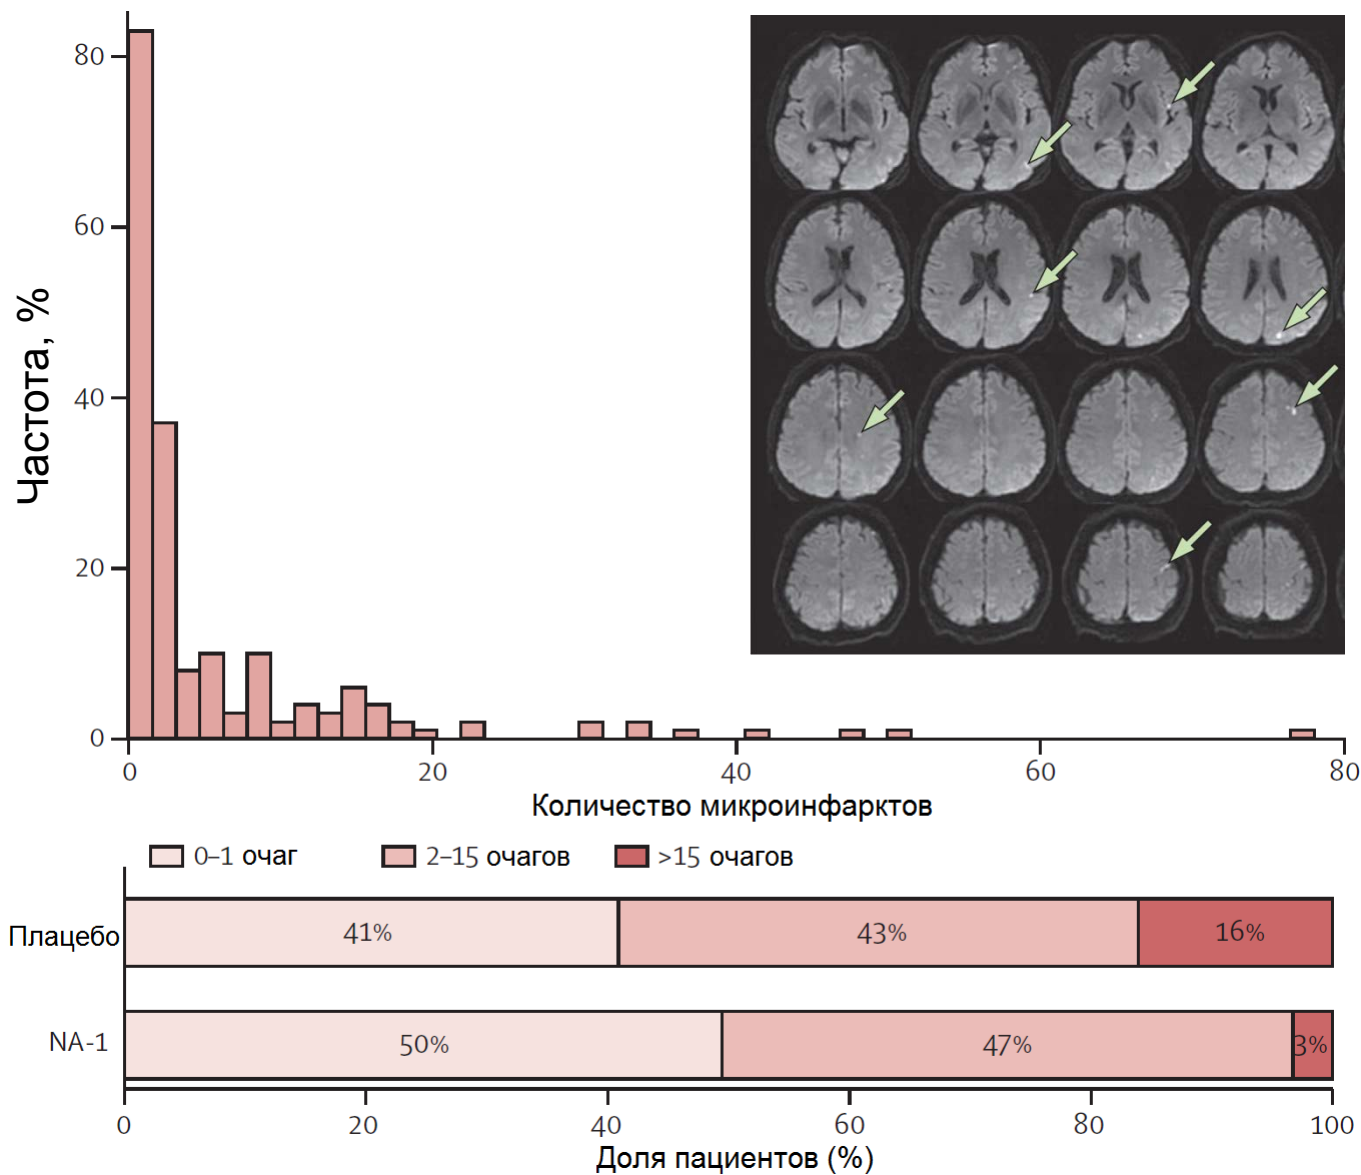 Частота, %
80
60
40
20
0
0 20 40 60 80
Количество микроинфарктов
0–1 очаг 2–15 очагов >15 очагов
Плацебо 41% 43% 16%
NA-1 50% 47% 3%
0 20 40 60 80 100
Доля пациентов (%)